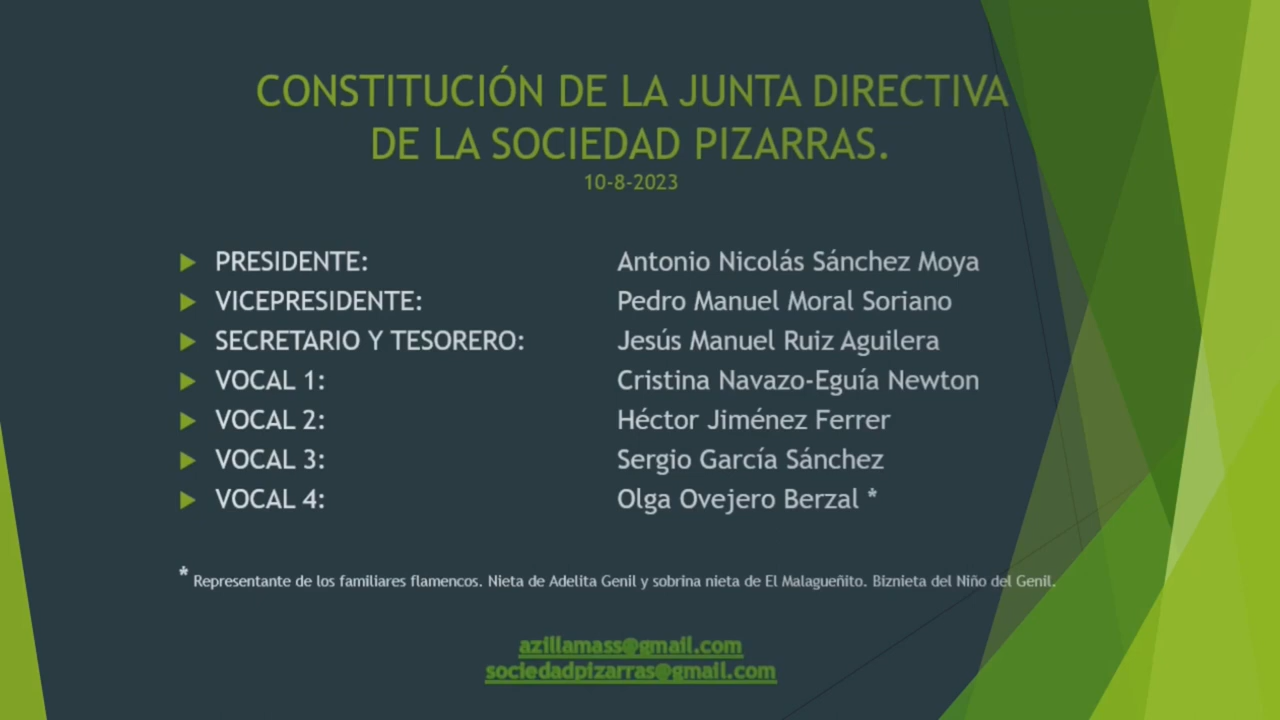 CONSTITUCIÓN DE LA JUNTA DIRECTIVA
DE LA SOCIEDAD PIZARRAS.
10-8-2023
PRESIDENTE: Antonio Nicolás Sánchez Moya
VICEPRESIDENTE: Pedro Manuel Moral Soriano
SECRETARIO Y TESORERO: Jesús Manuel Ruiz Aguilera
VOCAL 1: Cristina Navazo-Eguía Newton
VOCAL 2: Héctor Jiménez Ferrer
VOCAL 3: Sergio García Sánchez
VOCAL 4: Olga Ovejero Berzal *
* Representante de los familiares flamencos. Nieta de Adelita Genil y sobrina nieta de El Malagueñito. Biznieta del Niño del Genil.
azillamass@gmail.com
sociedadpizarras@gmail.com